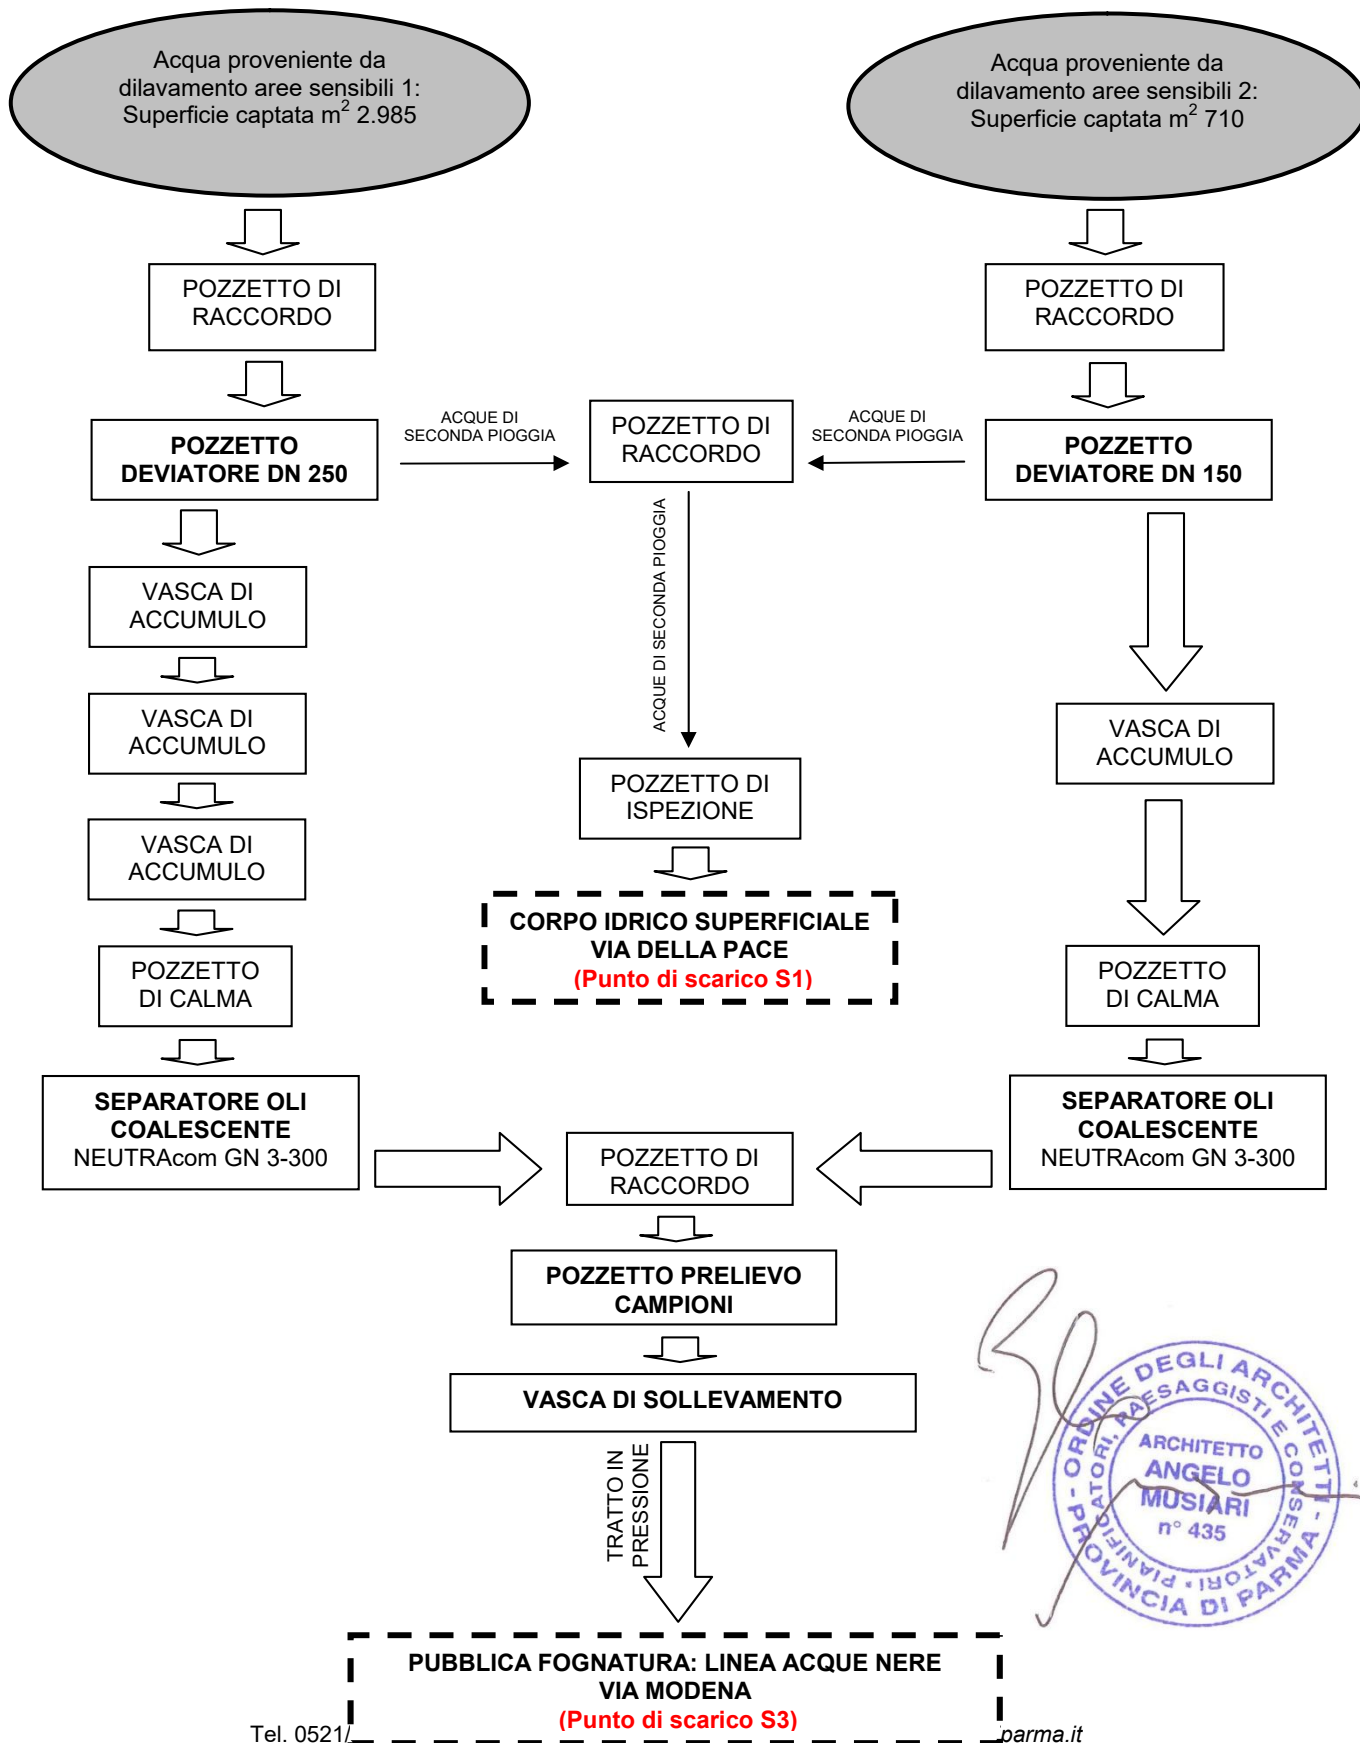 Acqua proveniente da
dilavamento aree sensibili 1:
Superficie captata m² 2.985
Acqua proveniente da
dilavamento aree sensibili 2:
Superficie captata m² 710
POZZETTO DI
RACCORDO
POZZETTO DI
RACCORDO
POZZETTO
DEVIATORE DN 250
ACQUE DI
SECONDA PIOGGIA
POZZETTO DI
RACCORDO
ACQUE DI
SECONDA PIOGGIA
POZZETTO
DEVIATORE DN 150
ACQUE DI SECONDA PIOGGIA
VASCA DI
ACCUMULO
VASCA DI
ACCUMULO
VASCA DI
ACCUMULO
VASCA DI
ACCUMULO
POZZETTO DI
ISPEZIONE
CORPO IDRICO SUPERFICIALE
VIA DELLA PACE
(Punto di scarico S1)
POZZETTO
DI CALMA
POZZETTO
DI CALMA
SEPARATORE OLI
COALESCENTE
NEUTRAcom GN 3-300
POZZETTO DI
RACCORDO
SEPARATORE OLI
COALESCENTE
NEUTRAcom GN 3-300
POZZETTO PRELIEVO
CAMPIONI
VASCA DI SOLLEVAMENTO
TRATTO IN
PRESSIONE
ORDINE DEGLI ARCHITETTI
PIANIFICATORI, PAESAGGISTI E CONSERVATORI
ARCHITETTO
ANGELO
MUSIARI
n° 435
PROVINCIA DI PARMA
PUBBLICA FOGNATURA: LINEA ACQUE NERE
VIA MODENA
(Punto di scarico S3)
Tel. 0521/
parma.it